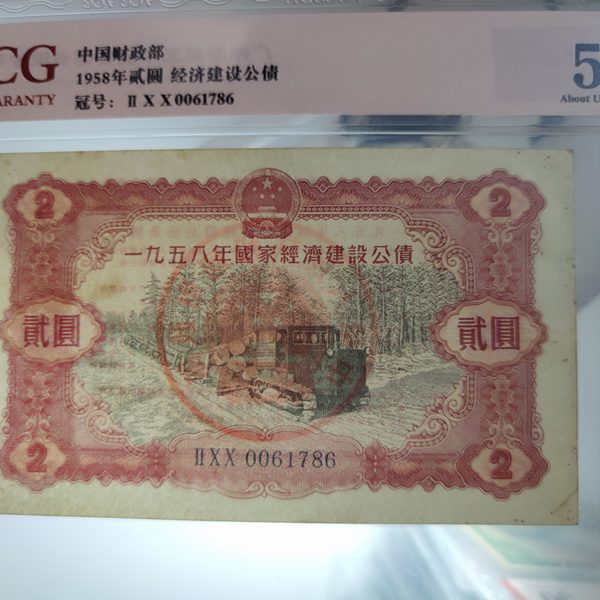 CG
ARANTY
中国财政部
1958年贰圆 经济建设公债
冠号：ⅡXX0061786
5
About U
2
2
一九五八年國家經濟建設公債
貳圓
貳圓
2
2
ⅡXX 0061786